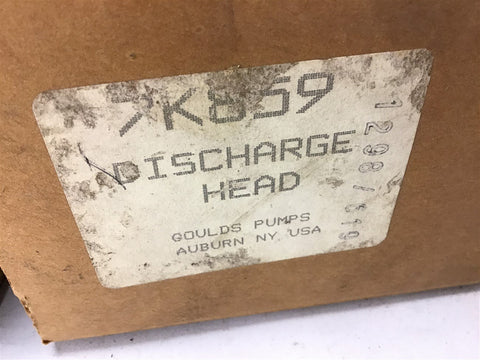 7K859
DISCHARGE
HEAD
GOULDS PUMPS
AUBURN NY USA